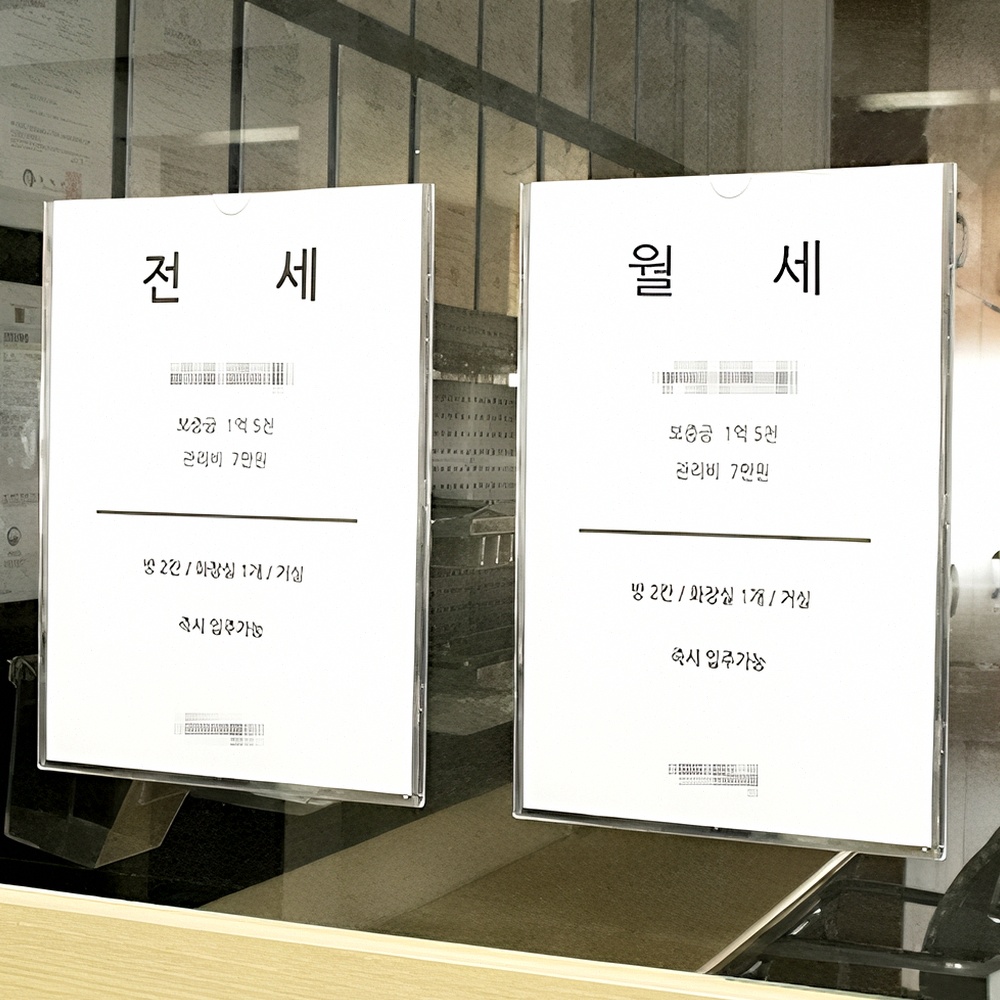 전 세
보증금 1억 5천
관리비 7만원
방 2칸 / 화장실 1개 / 거실
즉시 입주가능
월 세
보증금 1억 5천
관리비 7만원
방 2칸 / 화장실 1개 / 거실
즉시 입주가능